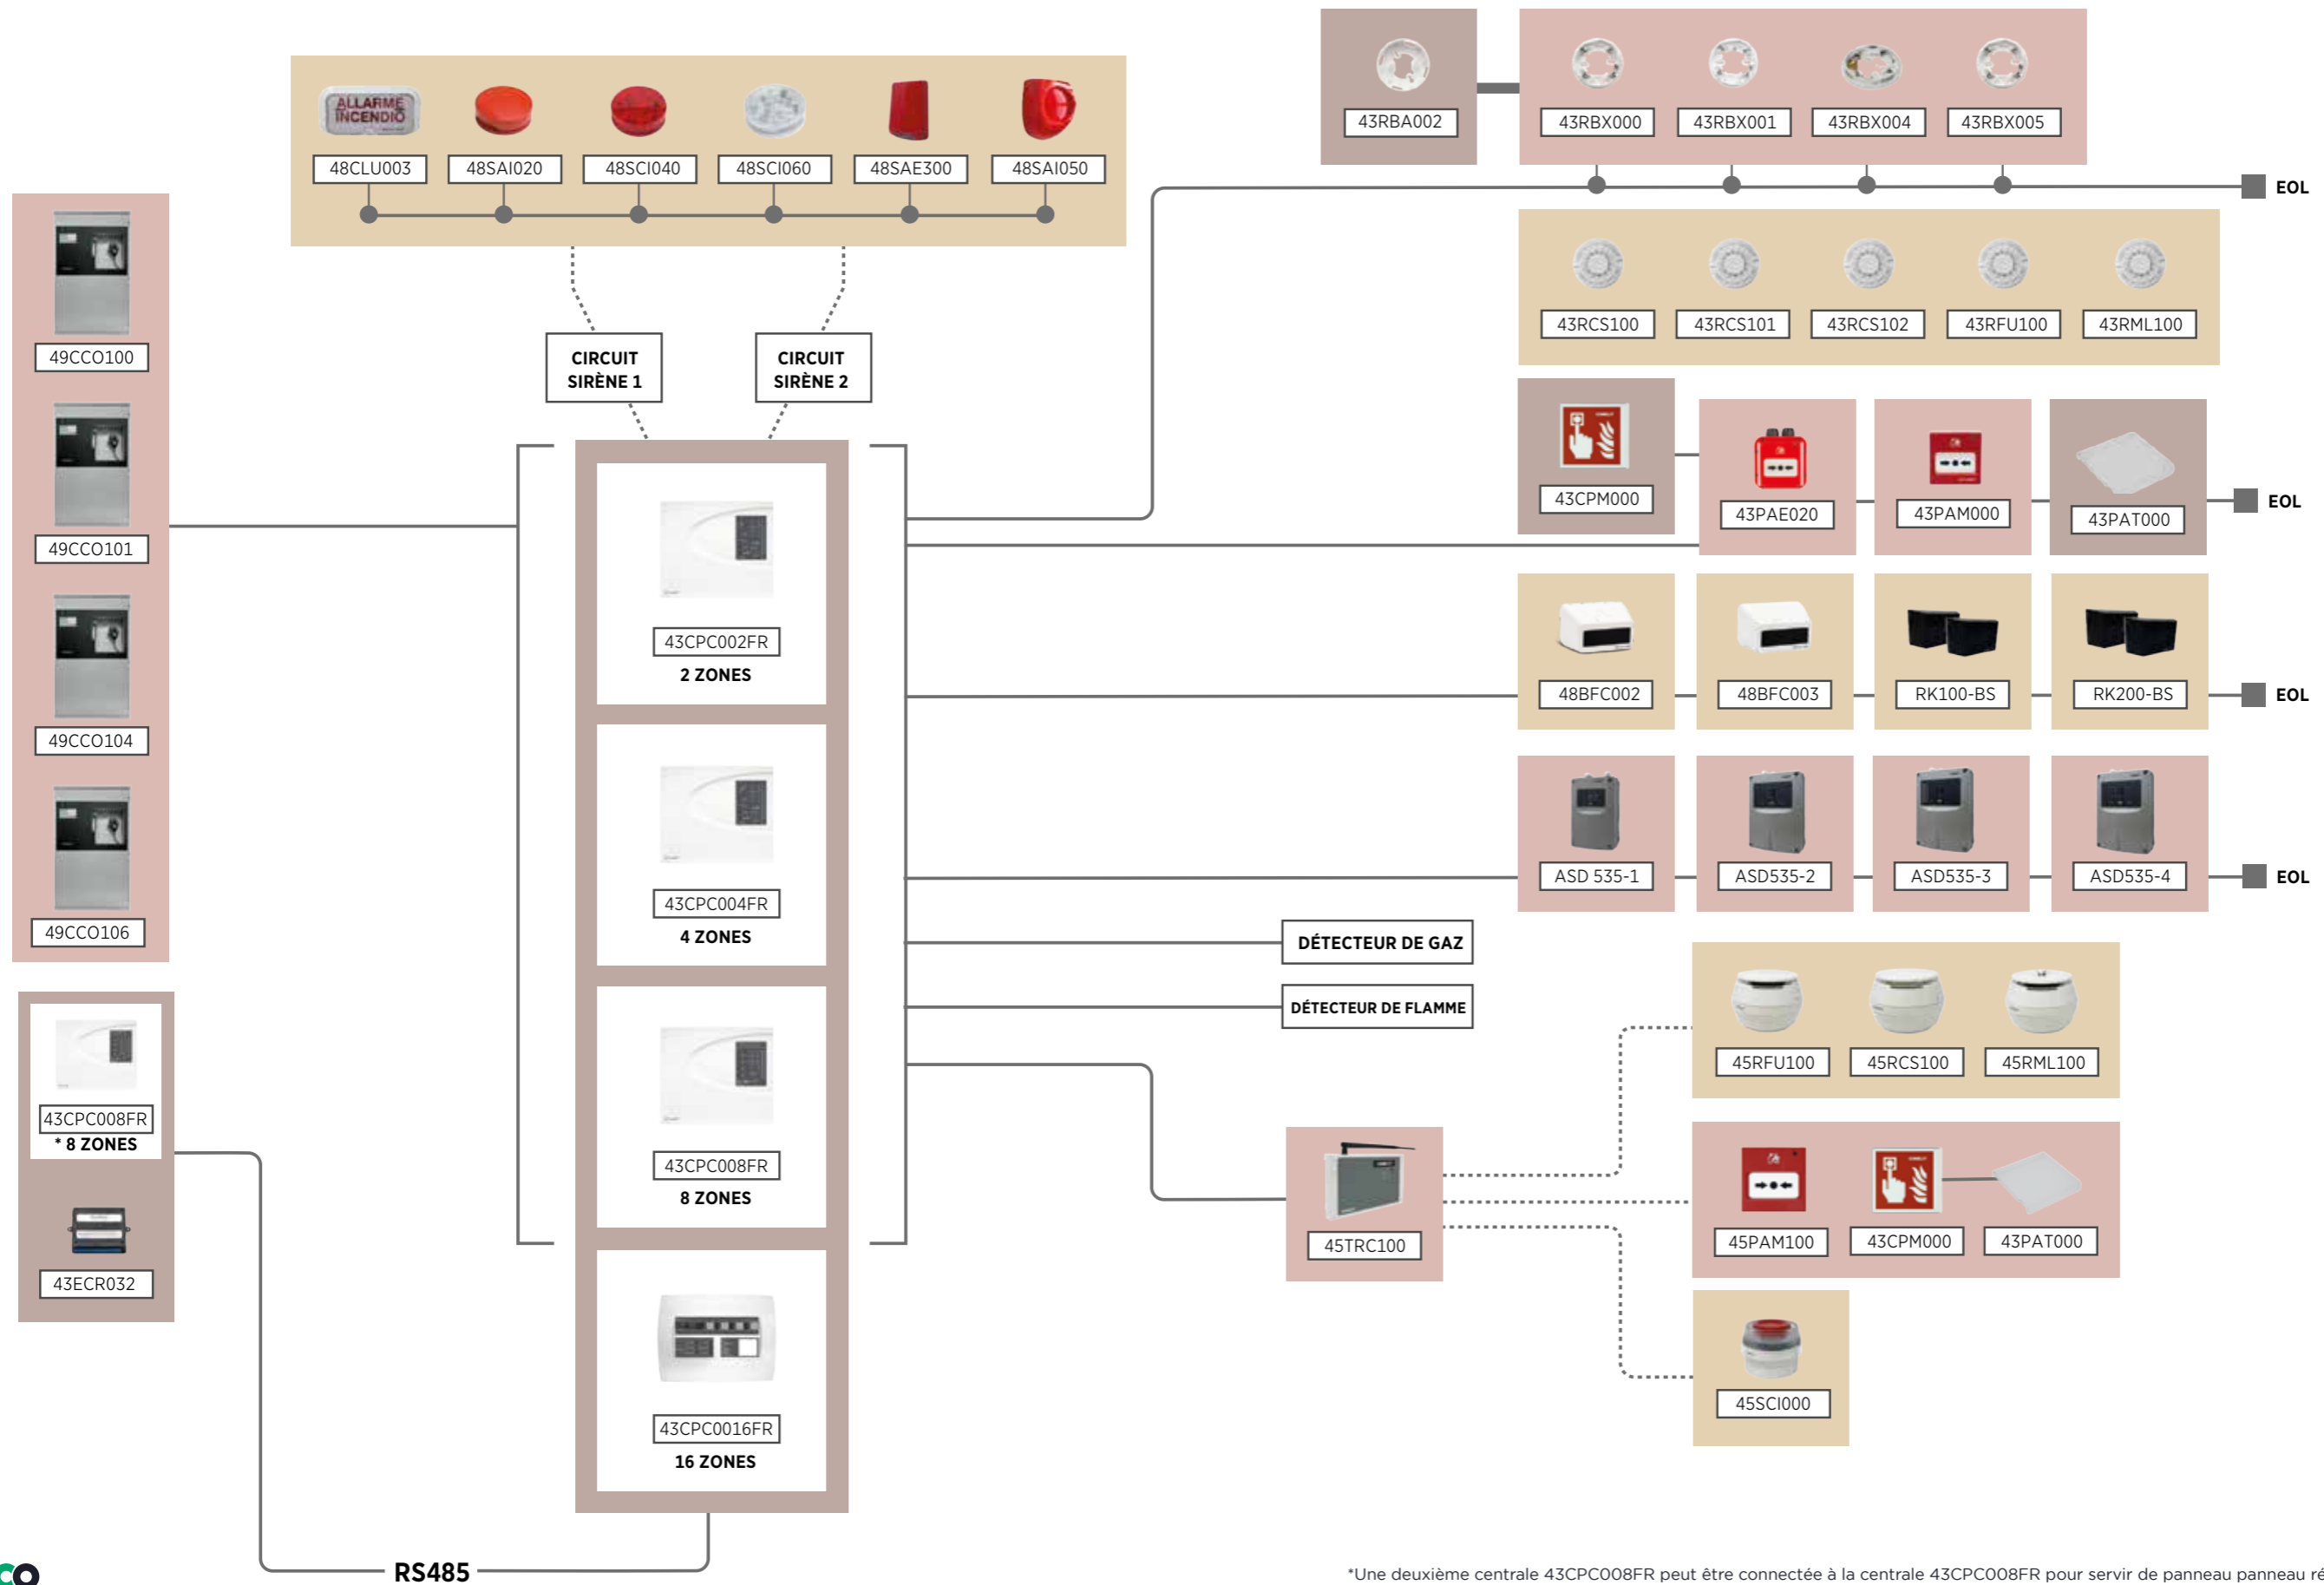 ALLARME
INCENDIO
48CLU003
48SAI020
48SCI040
48SCI060
48SAE300
48SAI050
43RBA002
43RBX000
43RBX001
43RBX004
43RBX005
EOL
43RCS100
43RCS101
43RCS102
43RFU100
43RML100
49CCO100
49CCO101
49CCO104
49CCO106
CIRCUIT
SIRÈNE 1
CIRCUIT
SIRÈNE 2
43CPM000
43PAE020
43PAM000
43PAT000
EOL
43CPC002FR
2 ZONES
48BFC002
48BFC003
RK100-BS
RK200-BS
EOL
43CPC004FR
4 ZONES
ASD 535-1
ASD535-2
ASD535-3
ASD535-4
EOL
DÉTECTEUR DE GAZ
DÉTECTEUR DE FLAMME
43CPC008FR
8 ZONES
43CPC008FR
* 8 ZONES
43ECR032
45RFU100
45RCS100
45RML100
45TRC100
45PAM100
43CPM000
43PAT000
45SCI000
43CPC0016FR
16 ZONES
RS485
*Une deuxième centrale 43CPC008FR peut être connectée à la centrale 43CPC008FR pour servir de panneau panneau ré